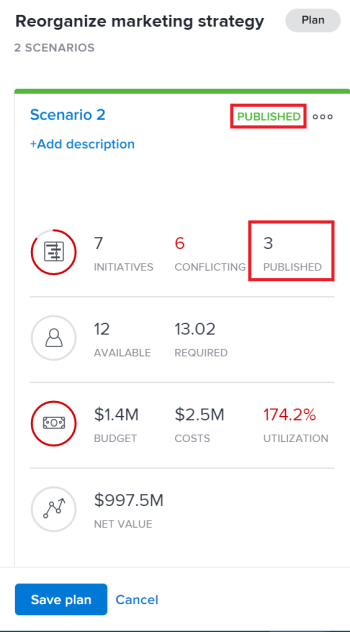 Reorganize marketing strategy Plan
2 SCENARIOS
Scenario 2 PUBLISHED
+Add description
7 6 3
INITIATIVES CONFLICTING PUBLISHED
12 13.02
AVAILABLE REQUIRED
$1.4M $2.5M 174.2%
BUDGET COSTS UTILIZATION
$997.5M
NET VALUE
Save plan Cancel